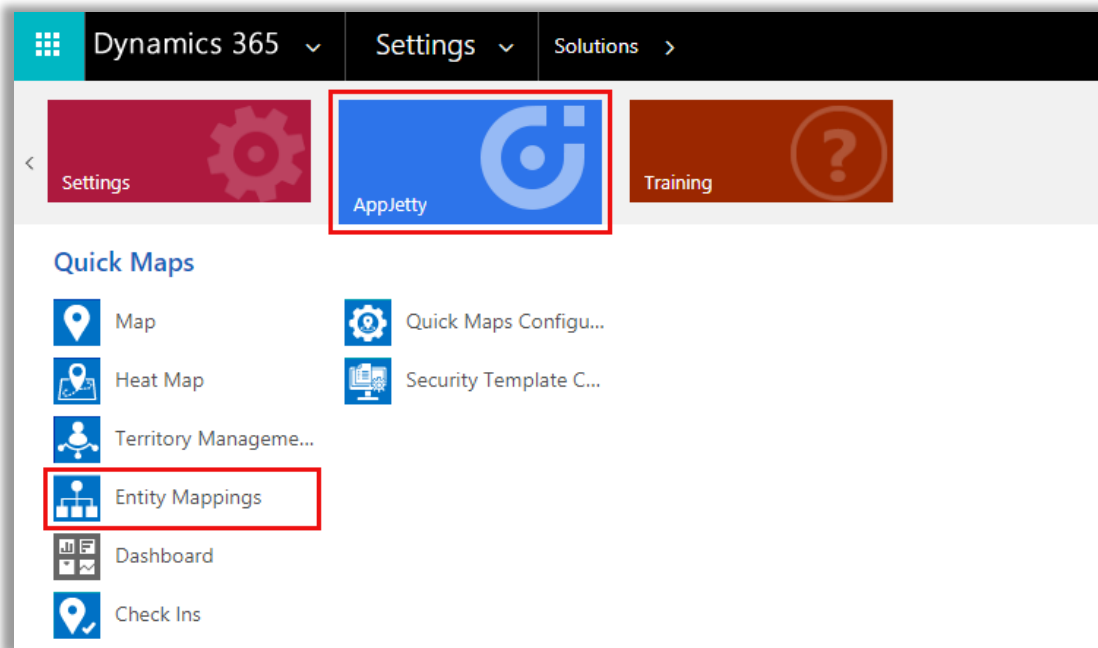 Dynamics 365 Settings Solutions
Settings
AppJetty
Training
Quick Maps
Map
Quick Maps Configu...
Heat Map
Security Template C...
Territory Manageme...
Entity Mappings
Dashboard
Check Ins